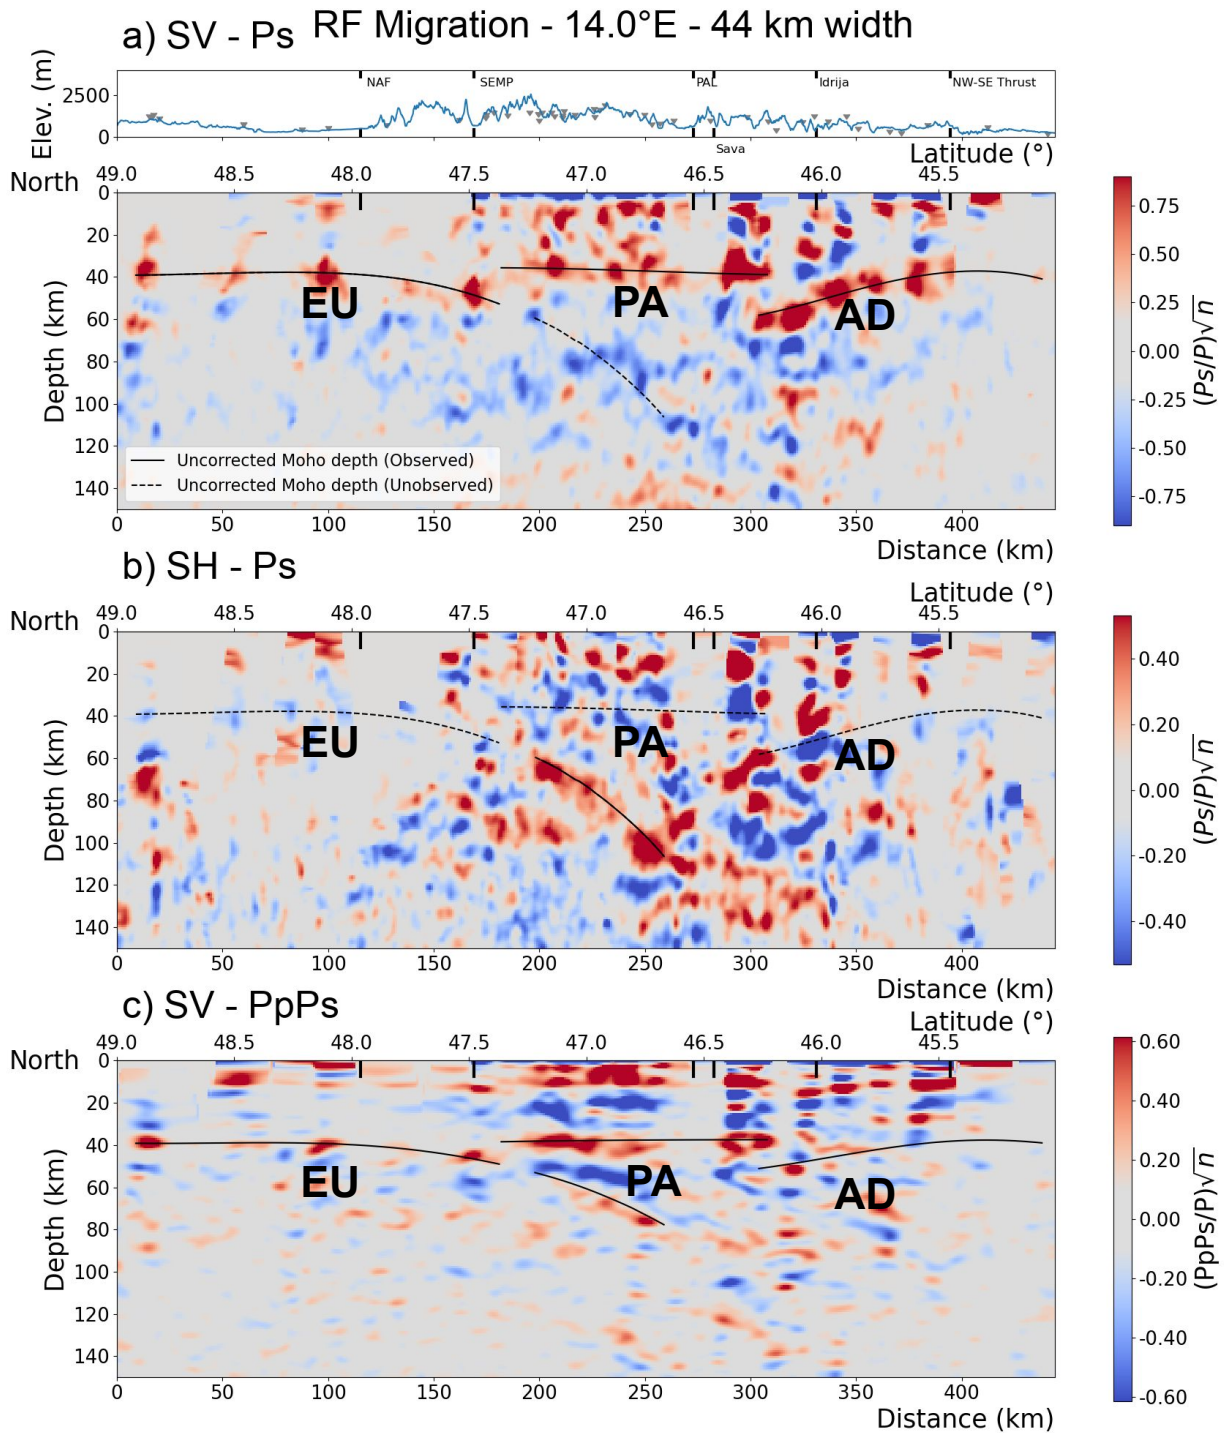 a) SV - Ps RF Migration - 14.0°E - 44 km width
Elev. (m)
2500
0
NAF SEMP PAL Idrija NW-SE Thrust
Sava
Latitude (°)
North 49.0 48.5 48.0 47.5 47.0 46.5 46.0 45.5
Depth (km)
0
20
40
60
80
100
120
140
EU PA AD
Uncorrected Moho depth (Observed)
Uncorrected Moho depth (Unobserved)
0 50 100 150 200 250 300 350 400
Distance (km)
0.75
0.50
0.25
0.00
-0.25
-0.50
-0.75
(Ps/P)√n
b) SH - Ps
Latitude (°)
North 49.0 48.5 48.0 47.5 47.0 46.5 46.0 45.5
Depth (km)
0
20
40
60
80
100
120
140
EU PA AD
0 50 100 150 200 250 300 350 400
Distance (km)
0.40
0.20
0.00
-0.20
-0.40
(Ps/P)√n
c) SV - PpPs
Latitude (°)
North 49.0 48.5 48.0 47.5 47.0 46.5 46.0 45.5
Depth (km)
0
20
40
60
80
100
120
140
EU PA AD
0 50 100 150 200 250 300 350 400
Distance (km)
0.60
0.40
0.20
0.00
-0.20
-0.40
-0.60
(PpPs/P)√n